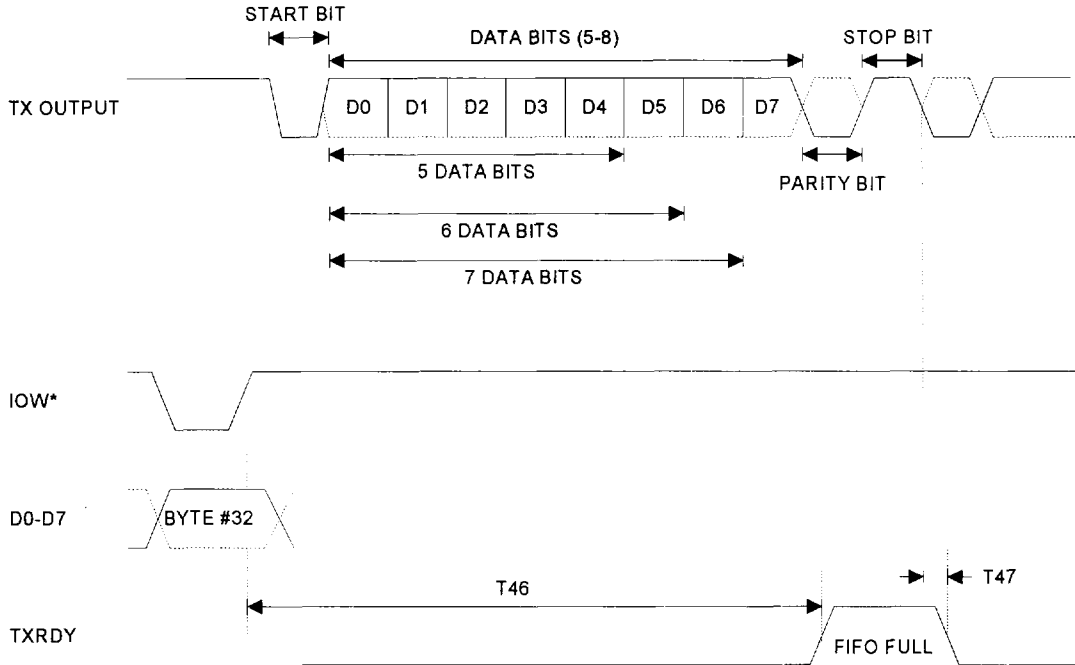 START BIT
DATA BITS (5-8)
STOP BIT
TX OUTPUT
D0 D1 D2 D3 D4 D5 D6 D7
5 DATA BITS
PARITY BIT
6 DATA BITS
7 DATA BITS
IOW*
D0-D7
BYTE #32
T46
T47
TXRDY
FIFO FULL